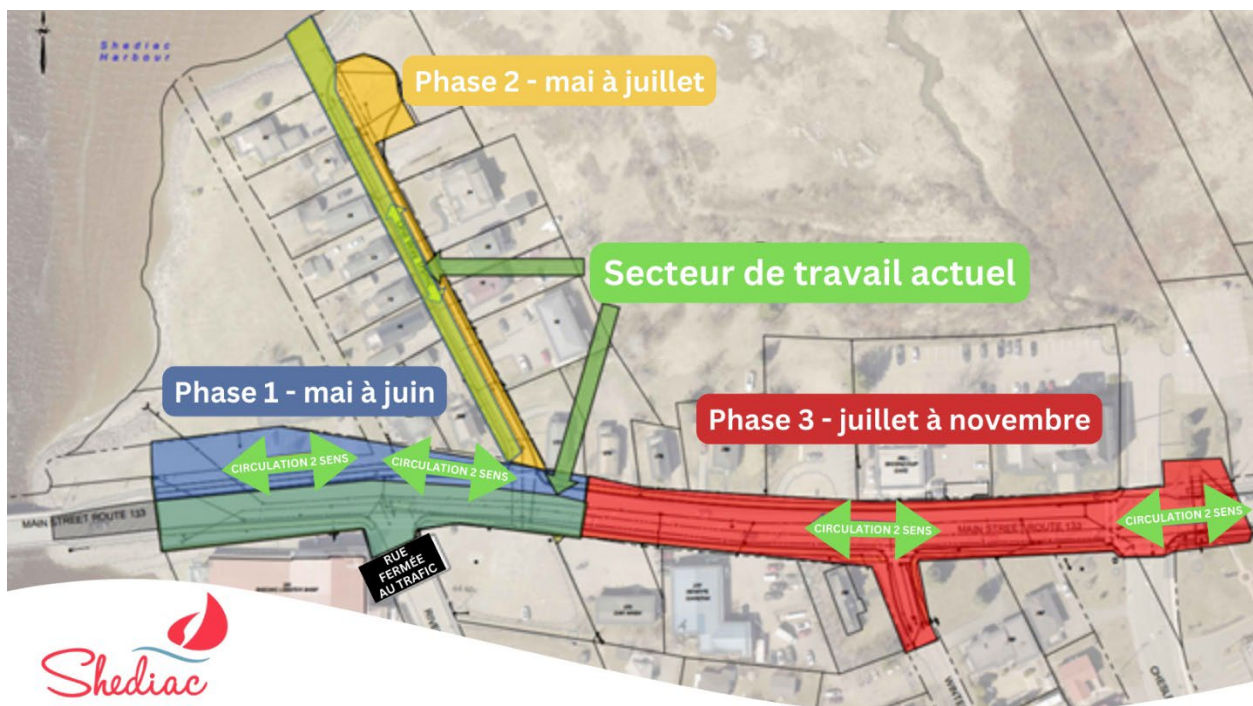 Shediac
Harbour
Phase 2 - mai à juillet
Secteur de travail actuel
Phase 1 - mai à juin
Phase 3 - juillet à novembre
CIRCULATION 2 SENS
CIRCULATION 2 SENS
CIRCULATION 2 SENS
CIRCULATION 2 SENS
MAIN STREET ROUTE 133
MAIN STREET ROUTE 133
RUE
FERMÉE
AU TRAFIC
Shediac